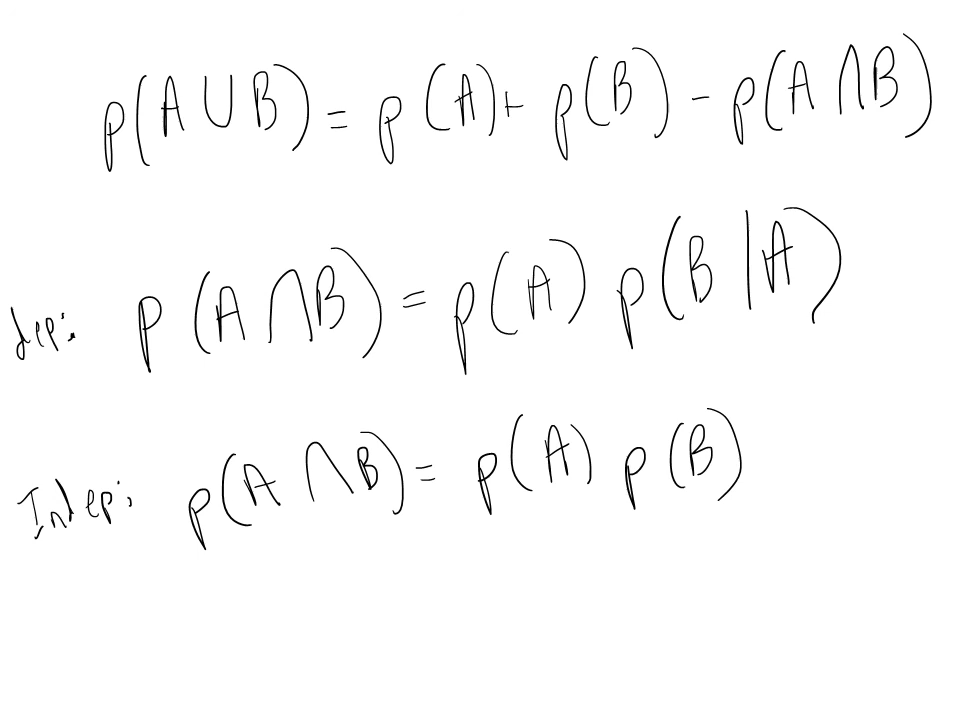 p(A∪B)=p(A)+p(B)-p(A∩B)
dep: p(A∩B)=p(A)p(B|A)
Indep: p(A∩B)=p(A)p(B)